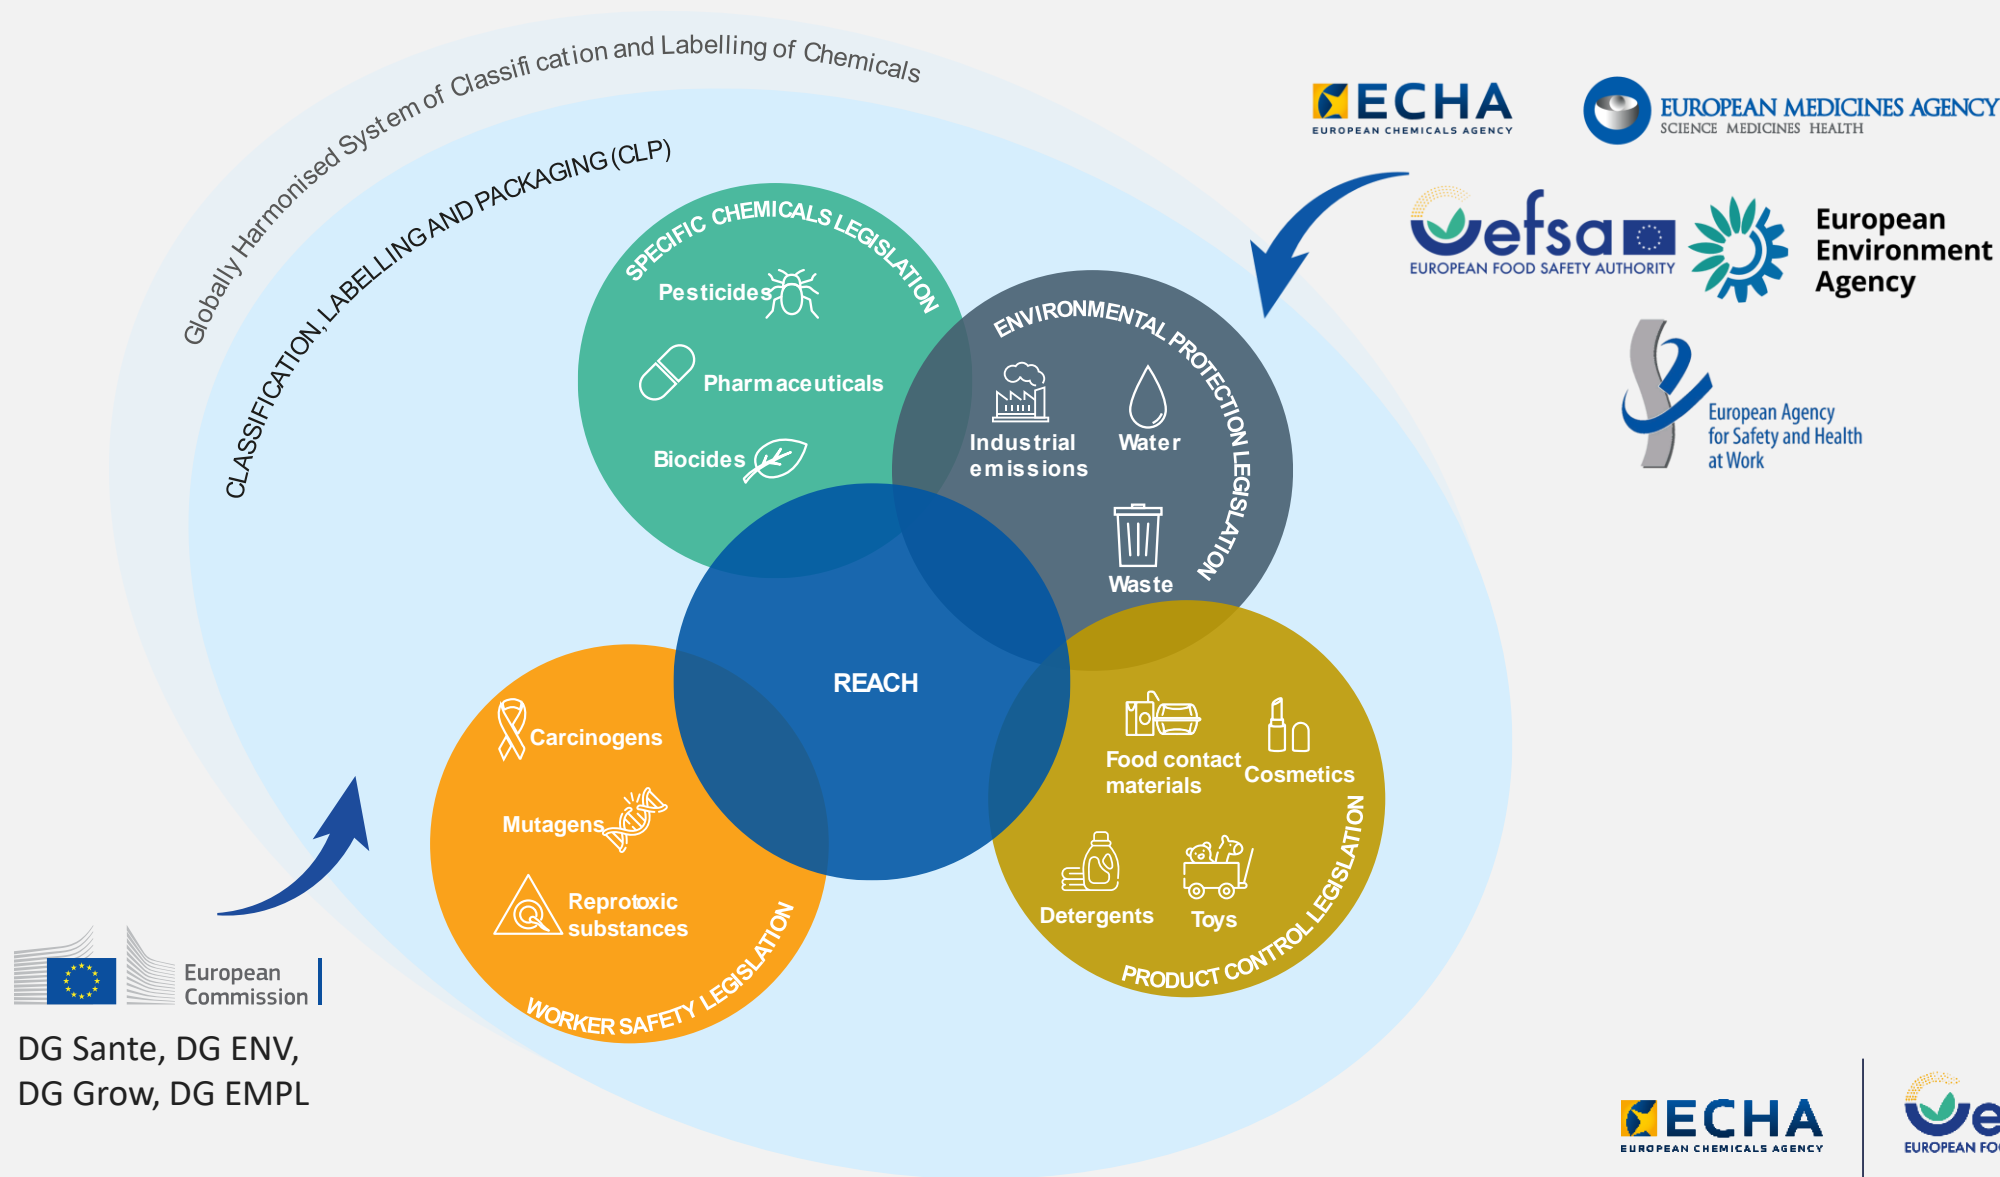 Globally Harmonised System of Classification and Labelling of Chemicals
CLASSIFICATION, LABELLING AND PACKAGING (CLP)
SPECIFIC CHEMICALS LEGISLATION
Pesticides
Pharmaceuticals
Biocides
ENVIRONMENTAL PROTECTION LEGISLATION
Industrial
emissions
Water
Waste
REACH
Carcinogens
Mutagens
Reprotoxic
substances
WORKER SAFETY LEGISLATION
Food contact
materials
Cosmetics
Detergents
Toys
PRODUCT CONTROL LEGISLATION
ECHA
EUROPEAN CHEMICALS AGENCY
EUROPEAN MEDICINES AGENCY
SCIENCE MEDICINES HEALTH
efsa
EUROPEAN FOOD SAFETY AUTHORITY
European
Environment
Agency
European Agency
for Safety and Health
at Work
European
Commission
DG Sante, DG ENV,
DG Grow, DG EMPL
ECHA
EUROPEAN CHEMICALS AGENCY
e
EUROPEAN FO